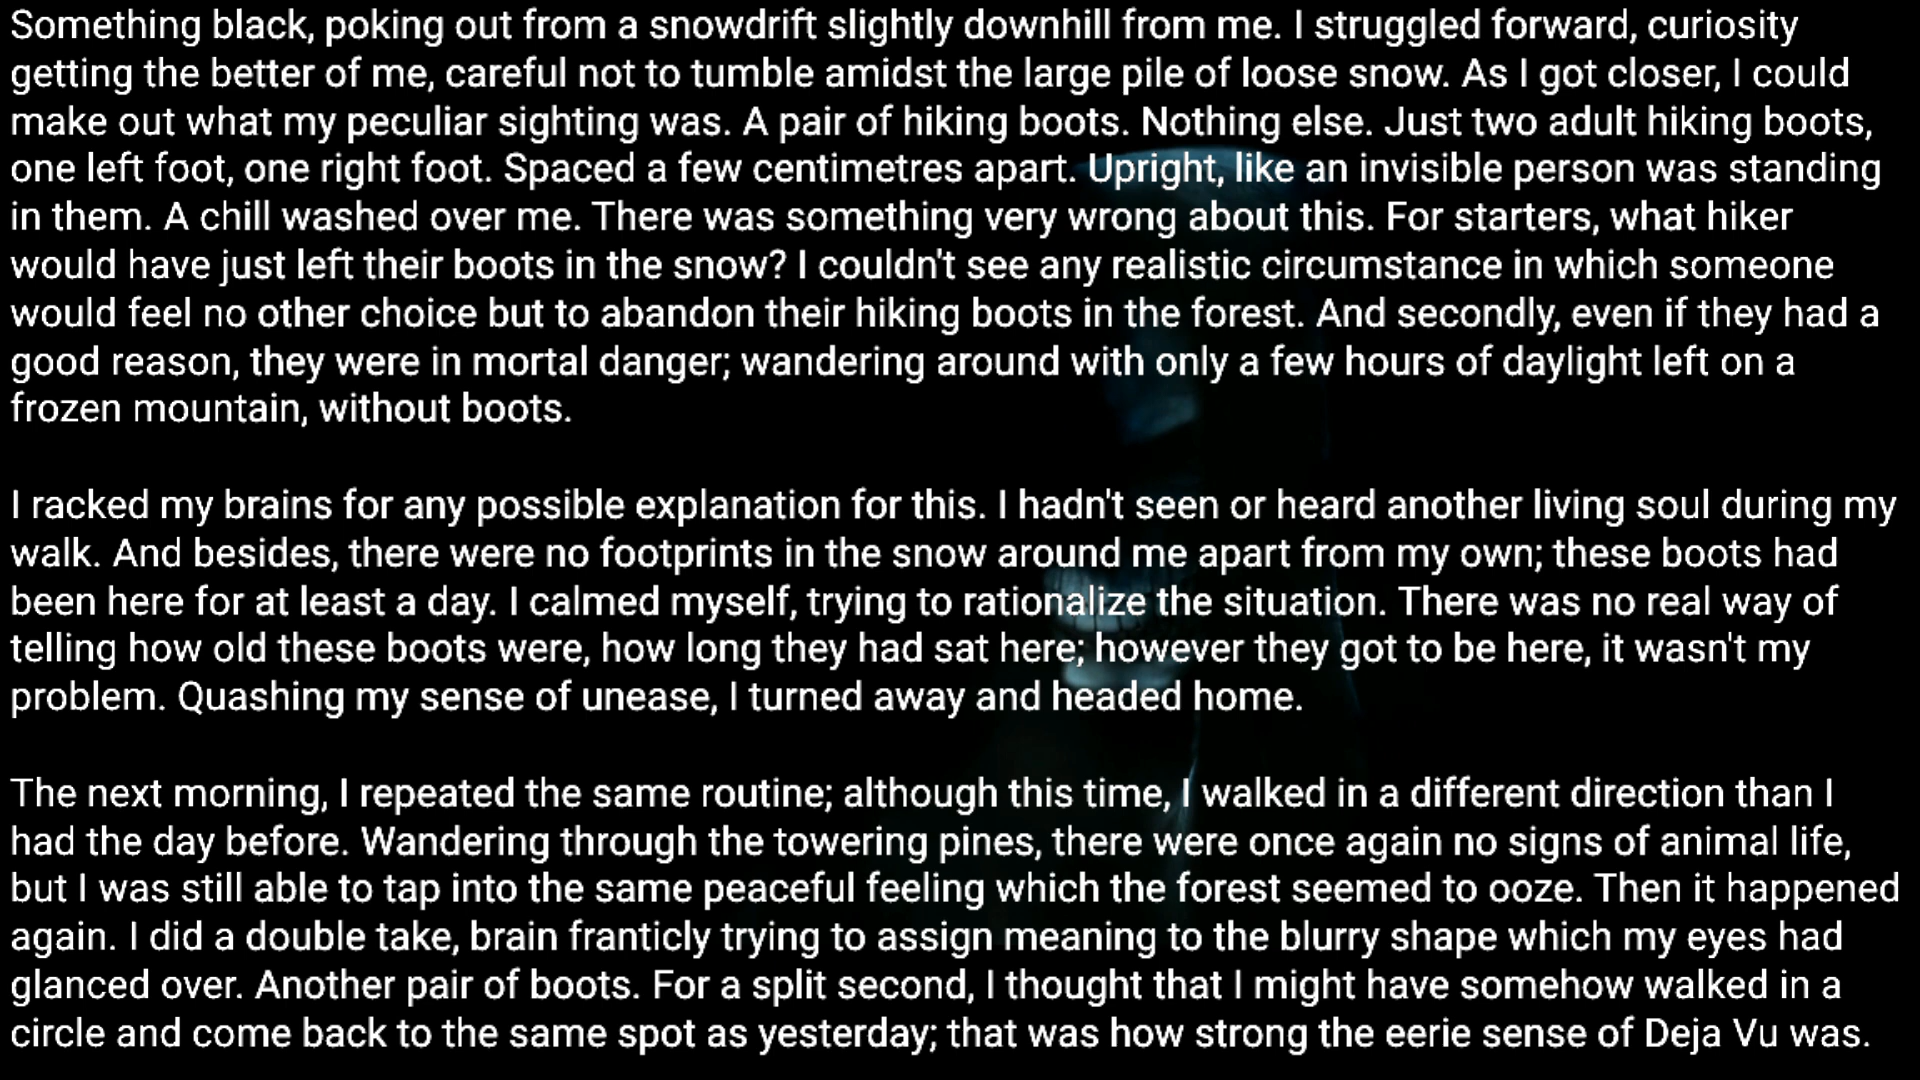 Something black, poking out from a snowdrift slightly downhill from me. I struggled forward, curiosity
getting the better of me, careful not to tumble amidst the large pile of loose snow. As I got closer, I could
make out what my peculiar sighting was. A pair of hiking boots. Nothing else. Just two adult hiking boots,
one left foot, one right foot. Spaced a few centimetres apart. Upright, like an invisible person was standing
in them. A chill washed over me. There was something very wrong about this. For starters, what hiker
would have just left their boots in the snow? I couldn't see any realistic circumstance in which someone
would feel no other choice but to abandon their hiking boots in the forest. And secondly, even if they had a
good reason, they were in mortal danger; wandering around with only a few hours of daylight left on a
frozen mountain, without boots.
I racked my brains for any possible explanation for this. I hadn't seen or heard another living soul during my
walk. And besides, there were no footprints in the snow around me apart from my own; these boots had
been here for at least a day. I calmed myself, trying to rationalize the situation. There was no real way of
telling how old these boots were, how long they had sat here; however they got to be here, it wasn't my
problem. Quashing my sense of unease, I turned away and headed home.
The next morning, I repeated the same routine; although this time, I walked in a different direction than I
had the day before. Wandering through the towering pines, there were once again no signs of animal life,
but I was still able to tap into the same peaceful feeling which the forest seemed to ooze. Then it happened
again. I did a double take, brain franticly trying to assign meaning to the blurry shape which my eyes had
glanced over. Another pair of boots. For a split second, I thought that I might have somehow walked in a
circle and come back to the same spot as yesterday; that was how strong the eerie sense of Deja Vu was.